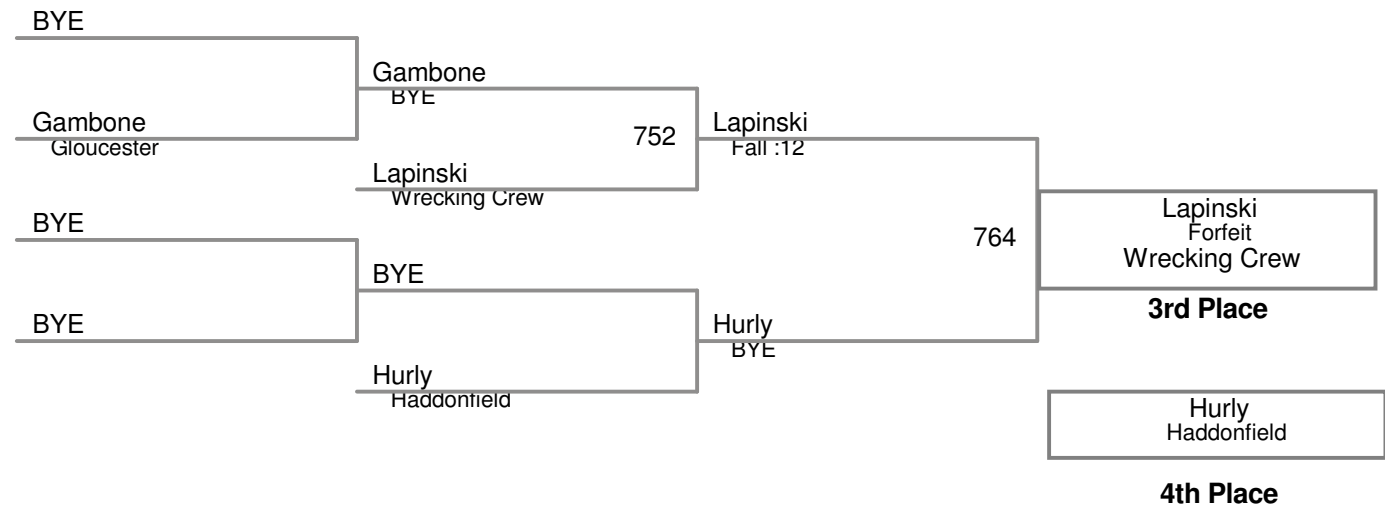 BYE
Gambone
BYE
Gambone
Gloucester
752
Lapinski
Fall :12
Lapinski
Wrecking Crew
BYE
764
Lapinski
Forfeit
Wrecking Crew
BYE
3rd Place
BYE
Hurly
BYE
Hurly
Haddonfield
Hurly
Haddonfield
4th Place